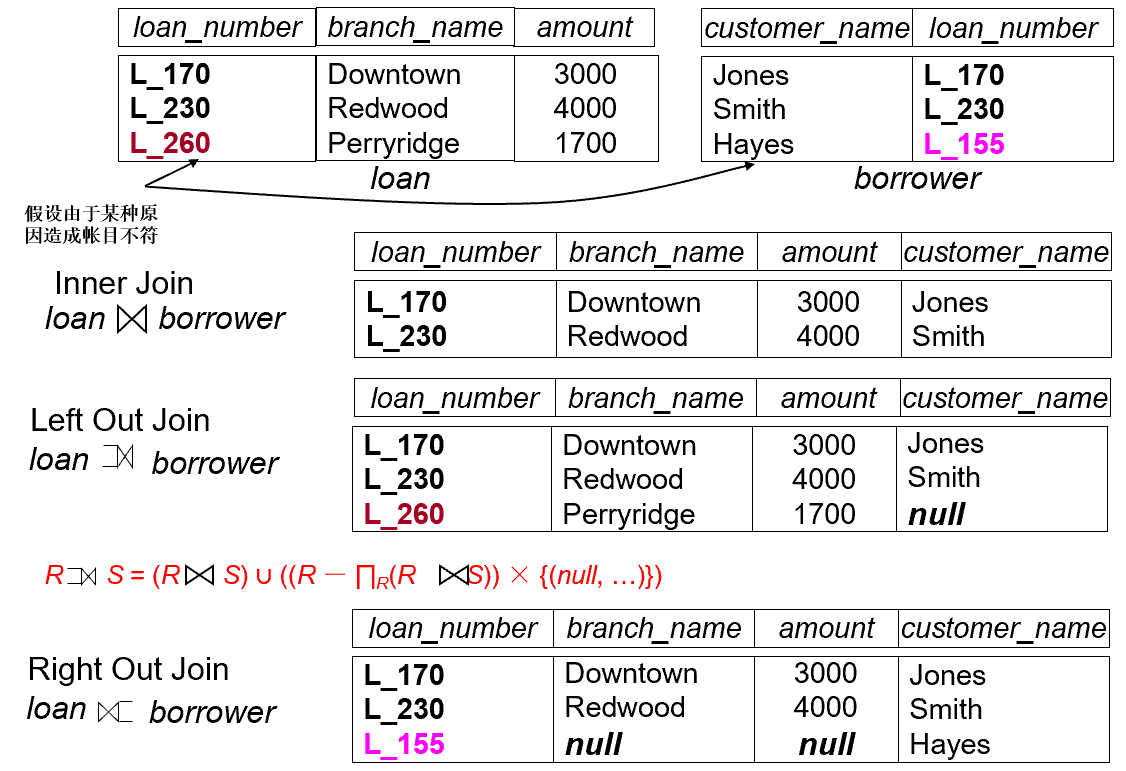 loan_number branch_name amount customer_name loan_number
L_170 Downtown 3000 Jones L_170
L_230 Redwood 4000 Smith L_230
L_260 Perryridge 1700 Hayes L_155
loan borrower
假设由于某种原
因造成帐目不符
loan_number branch_name amount customer_name
Inner Join
loan ⋈ borrower
L_170 Downtown 3000 Jones
L_230 Redwood 4000 Smith
loan_number branch_name amount customer_name
Left Out Join
loan ⟕ borrower
L_170 Downtown 3000 Jones
L_230 Redwood 4000 Smith
L_260 Perryridge 1700 null
R ⟕ S = (R ⋈ S) ∪ ((R － ∏R(R ⋈ S)) × {(null, …)})
loan_number branch_name amount customer_name
Right Out Join
loan ⟖ borrower
L_170 Downtown 3000 Jones
L_230 Redwood 4000 Smith
L_155 null null Hayes